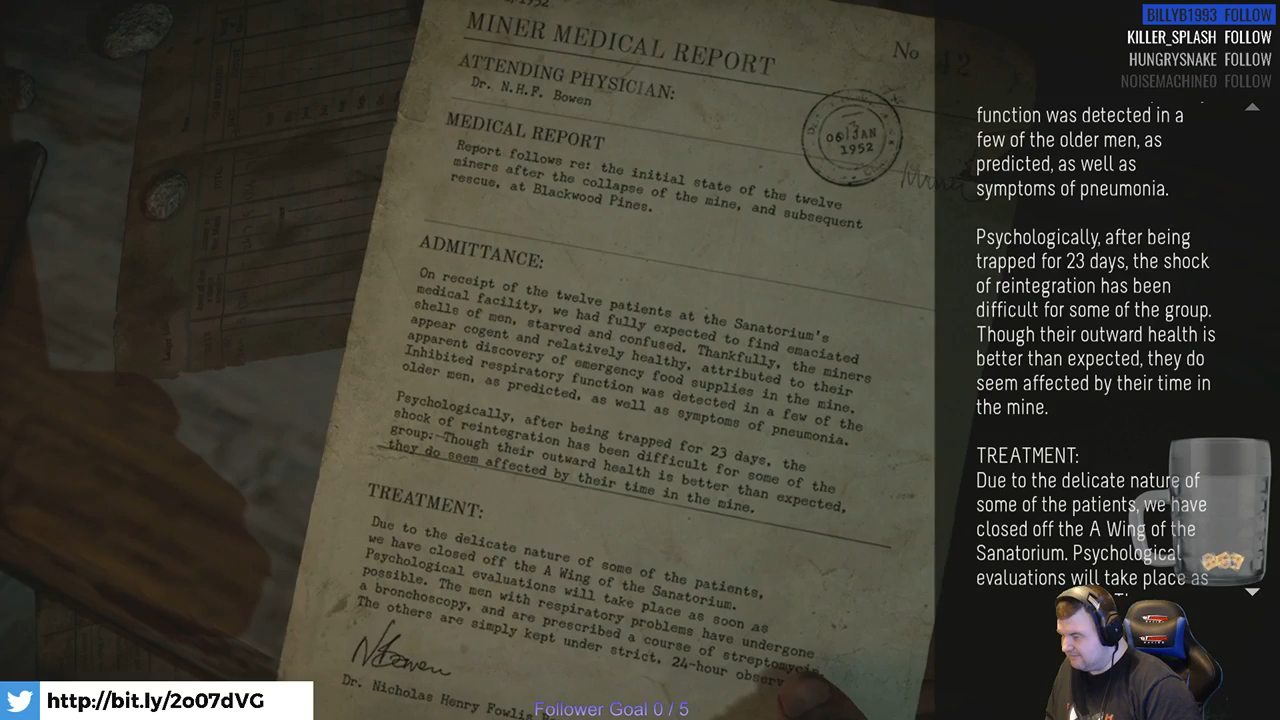 1952
MINER MEDICAL REPORT
No 12
ATTENDING PHYSICIAN:
Dr. N.H.F. Bowen
06 JAN
1952
MEDICAL REPORT
Report follows re: the initial state of the twelve
miners after the collapse of the mine, and subsequent
rescue, at Blackwood Pines.
ADMITTANCE:
On receipt of the twelve patients at the Sanatorium's
medical facility, we had fully expected to find emaciated
shells of men, starved and confused. Thankfully, the miners
appear cogent and relatively healthy, attributed to their
apparent discovery of emergency food supplies in the mine.
Inhibited respiratory function was detected in a few of the
older men, as predicted, as well as symptoms of pneumonia.
Psychologically, after being trapped for 23 days, the
shock of reintegration has been difficult for some of the
group. Though their outward health is better than expected,
they do seem affected by their time in the mine.
TREATMENT:
Due to the delicate nature of some of the patients,
we have closed off the A Wing of the Sanatorium.
Psychological evaluations will take place as soon as
possible. The men with respiratory problems have undergone
a bronchoscopy, and are prescribed a course of streptomycin.
The others are simply kept under strict, 24-hour observ
NBowen
Dr. Nicholas Henry Fowlis
BILLYB1993 FOLLOW
KILLER_SPLASH FOLLOW
HUNGRYSNAKE FOLLOW
NOISEMACHINE0 FOLLOW
function was detected in a
few of the older men, as
predicted, as well as
symptoms of pneumonia.
Psychologically, after being
trapped for 23 days, the shock
of reintegration has been
difficult for some of the group.
Though their outward health is
better than expected, they do
seem affected by their time in
the mine.
TREATMENT:
Due to the delicate nature of
some of the patients, we have
closed off the A Wing of the
Sanatorium. Psychological
evaluations will take place as
http://bit.ly/2o07dVG
Follower Goal 0 / 5